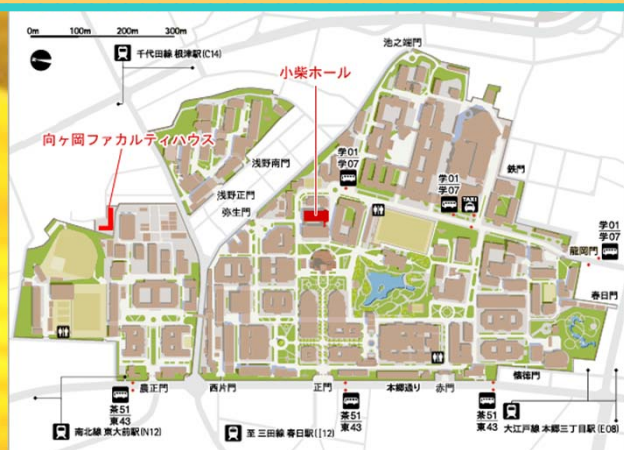 0m 100m 200m 300m
千代田線 根津駅(C14)
池之端門
小柴ホール
向ヶ岡ファカルティハウス
浅野南門
浅野正門
弥生門
学01
学07
学01
学07
TAXI
鉄門
学01
学07
龍岡門
春日門
農正門
西片門
正門
本郷通り
赤門
懐徳門
茶51
東43
茶51
東43
茶51
東43
南北線 東大前駅(N12)
至 三田線 春日駅(I12)
大江戸線 本郷三丁目駅(E08)